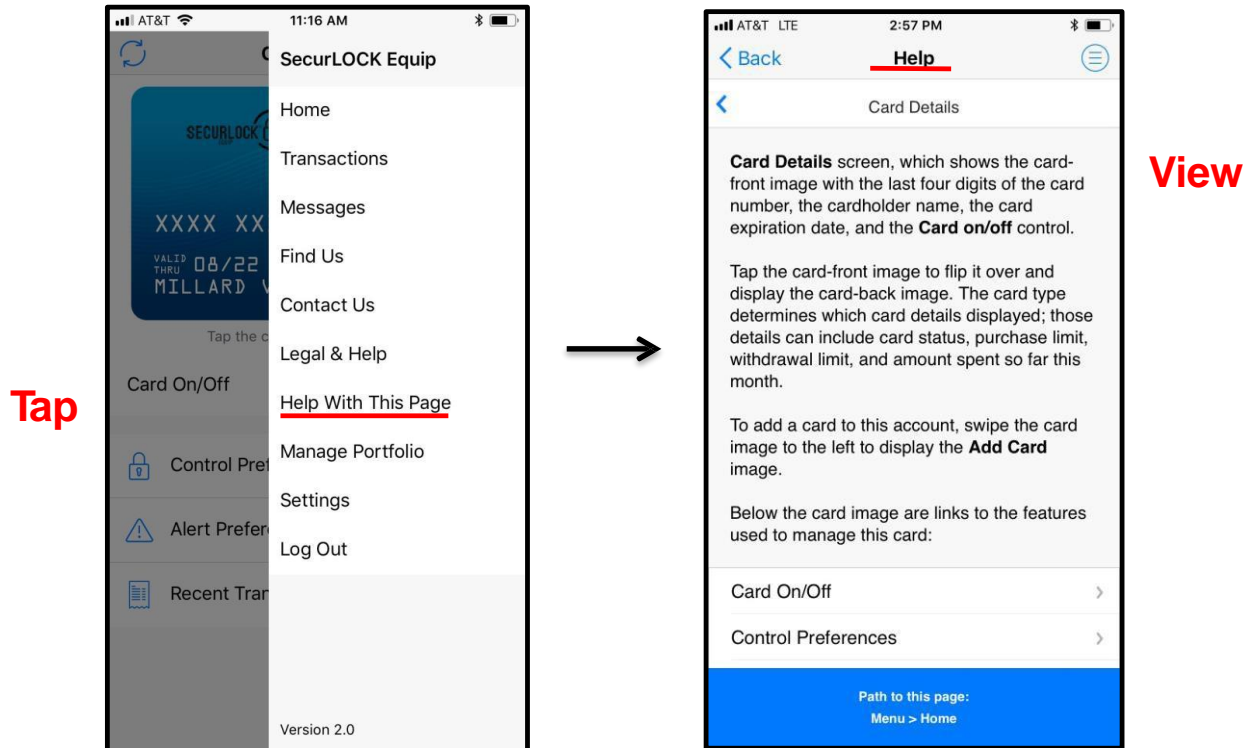 AT&T 11:16 AM
C
SecurLOCK Equip
SECURLOCK
EQUIP
Home
Transactions
Messages
Find Us
Contact Us
Legal & Help
Help With This Page
Manage Portfolio
Settings
Log Out
Version 2.0
XXXX XX
VALID
THRU 08/22
MILLARD V
Tap the c
Card On/Off
Control Pref
Alert Prefer
Recent Tran
Tap
AT&T LTE 2:57 PM
Back Help
Card Details
Card Details screen, which shows the card-
front image with the last four digits of the card
number, the cardholder name, the card
expiration date, and the Card on/off control.
Tap the card-front image to flip it over and
display the card-back image. The card type
determines which card details displayed; those
details can include card status, purchase limit,
withdrawal limit, and amount spent so far this
month.
To add a card to this account, swipe the card
image to the left to display the Add Card
image.
Below the card image are links to the features
used to manage this card:
Card On/Off
Control Preferences
Path to this page:
Menu > Home
View